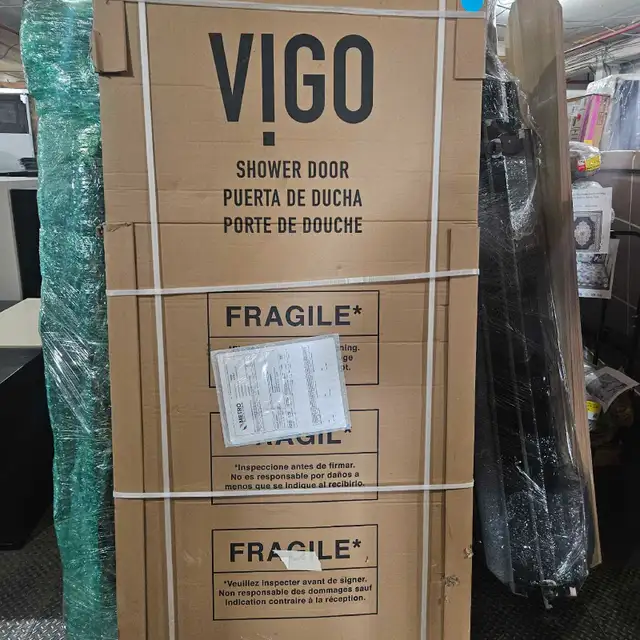 VIGO
SHOWER DOOR
PUERTA DE DUCHA
PORTE DE DOUCHE
FRAGILE*
METRO
FRAGIL*
*Inspeccione antes de firmar.
No es responsable por daños a
menos que se indique al recibirlo.
FRAGILE*
*Veuillez inspecter avant de signer.
Non responsable des dommages sauf
indication contraire à la réception.